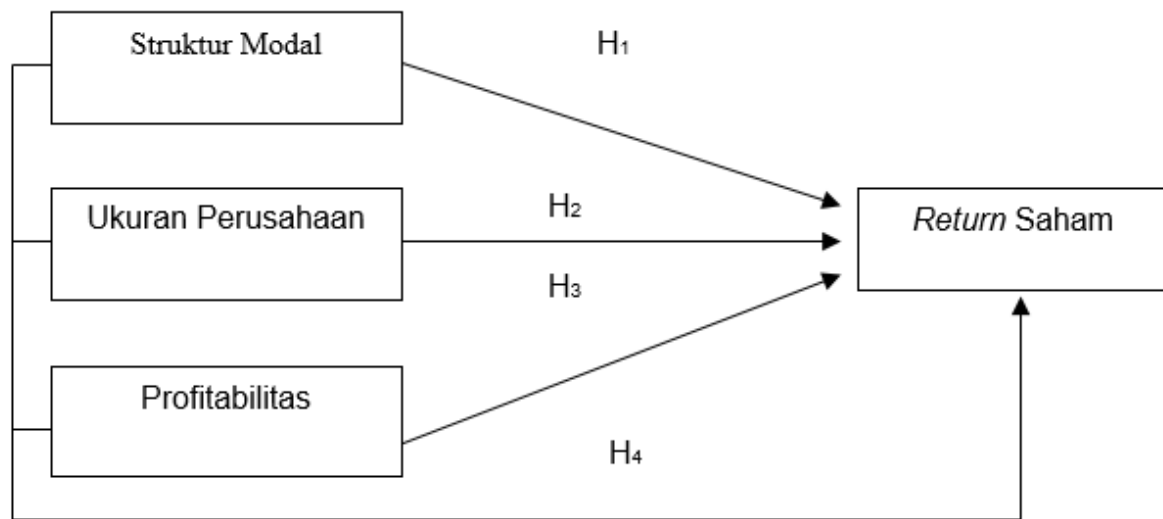 Struktur Modal
H₁
Ukuran Perusahaan
H₂
Return Saham
H₃
Profitabilitas
H₄